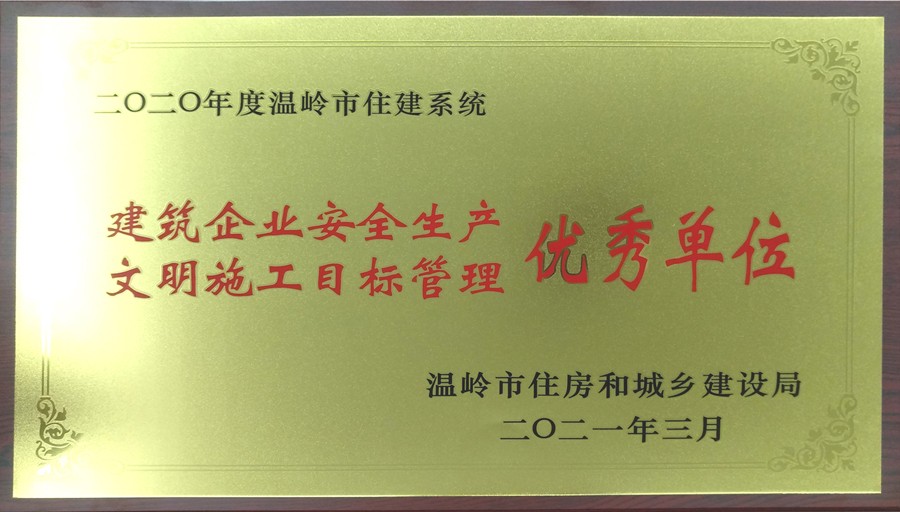 二〇二〇年度温岭市住建系统
建筑企业安全生产
文明施工目标管理
优秀单位
温岭市住房和城乡建设局
二〇二一年三月